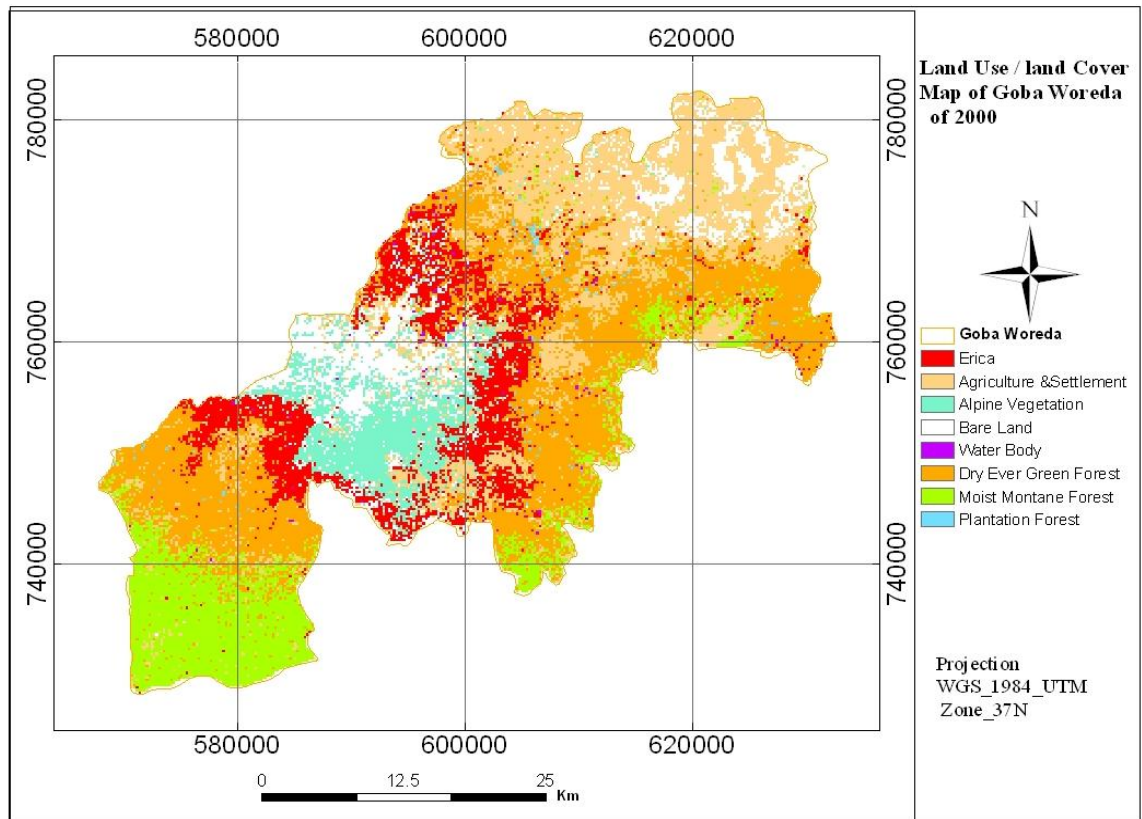 580000 600000 620000
780000 780000
760000 760000
740000 740000
580000 600000 620000
0 12.5 25
Km
Land Use / land Cover
Map of Goba Woreda
of 2000
N
Goba Woreda
Erica
Agriculture &Settlement
Alpine Vegetation
Bare Land
Water Body
Dry Ever Green Forest
Moist Montane Forest
Plantation Forest
Projection
WGS_1984_UTM
Zone_37N